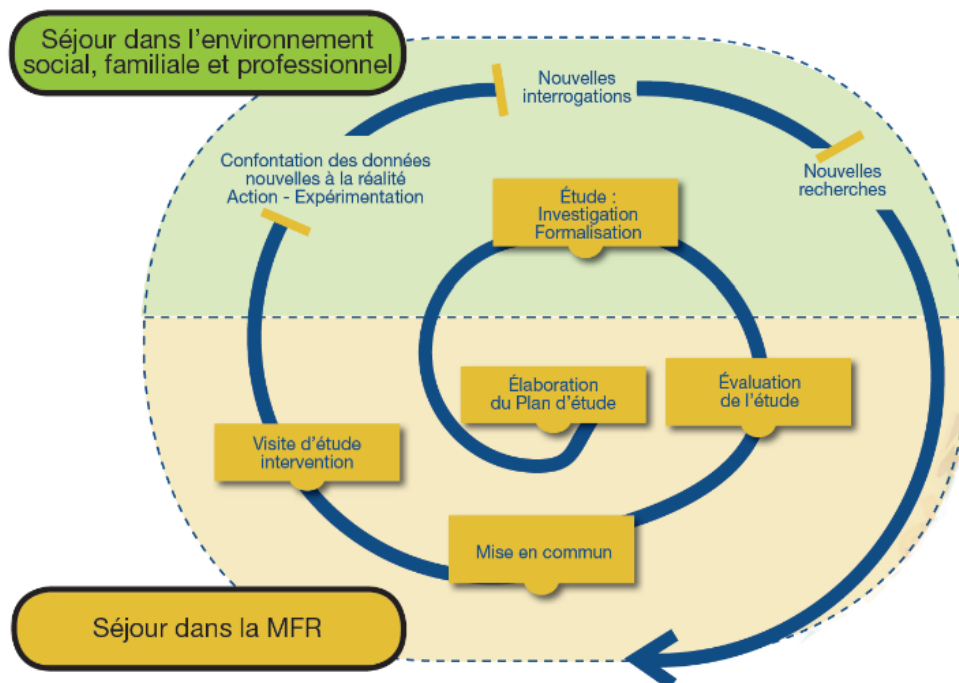 Séjour dans l'environnement
social, familiale et professionnel
Nouvelles
interrogations
Confontation des données
nouvelles à la réalité
Action - Expérimentation
Nouvelles
recherches
Étude :
Investigation
Formalisation
Élaboration
du Plan d'étude
Évaluation
de l'étude
Visite d'étude
intervention
Mise en commun
Séjour dans la MFR